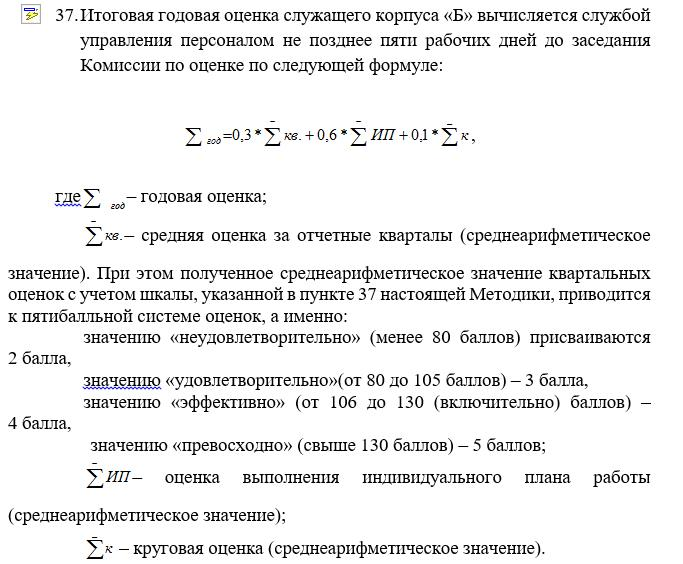 37. Итоговая годовая оценка служащего корпуса «Б» вычисляется службой
управления персоналом не позднее пяти рабочих дней до заседания
Комиссии по оценке по следующей формуле:
∑ год =0,3 * ∑̄ кв. + 0,6 * ∑̄ ИП + 0,1 * ∑̄ к ,
где ∑ год – годовая оценка;
∑̄ кв. – средняя оценка за отчетные кварталы (среднеарифметическое
значение). При этом полученное среднеарифметическое значение квартальных
оценок с учетом шкалы, указанной в пункте 37 настоящей Методики, приводится
к пятибалльной системе оценок, а именно:
значению «неудовлетворительно» (менее 80 баллов) присваиваются
2 балла,
значению «удовлетворительно»(от 80 до 105 баллов) – 3 балла,
значению «эффективно» (от 106 до 130 (включительно) баллов) –
4 балла,
значению «превосходно» (свыше 130 баллов) – 5 баллов;
∑̄ ИП – оценка выполнения индивидуального плана работы
(среднеарифметическое значение);
∑̄ к – круговая оценка (среднеарифметическое значение).